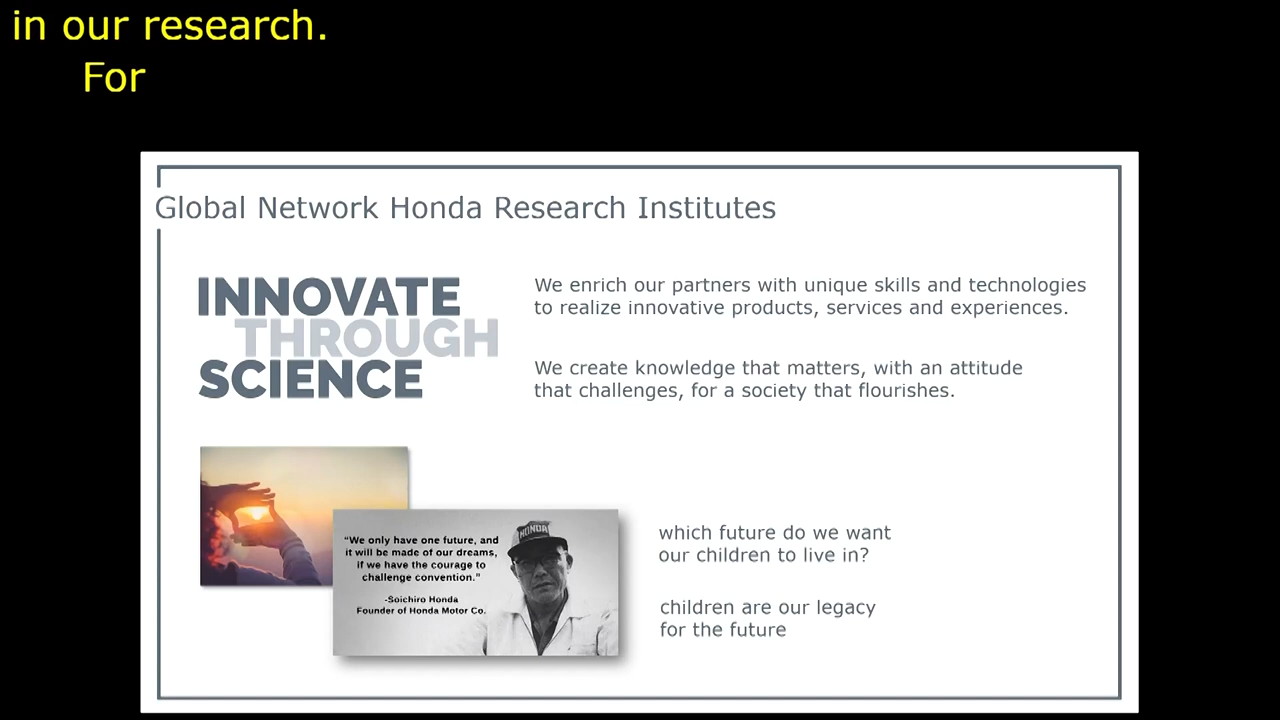 in our research.
For
Global Network Honda Research Institutes
INNOVATE
THROUGH
SCIENCE
We enrich our partners with unique skills and technologies
to realize innovative products, services and experiences.
We create knowledge that matters, with an attitude
that challenges, for a society that flourishes.
"We only have one future, and
it will be made of our dreams,
if we have the courage to
challenge convention."
-Soichiro Honda
Founder of Honda Motor Co.
HONDA
which future do we want
our children to live in?
children are our legacy
for the future